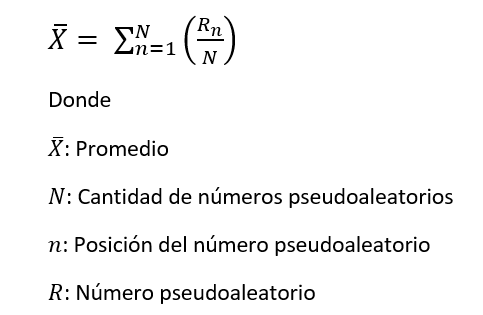 X̄ = ∑ₙ₌₁ᴺ (Rₙ/N)
Donde
X̄: Promedio
N: Cantidad de números pseudoaleatorios
n: Posición del número pseudoaleatorio
R: Número pseudoaleatorio